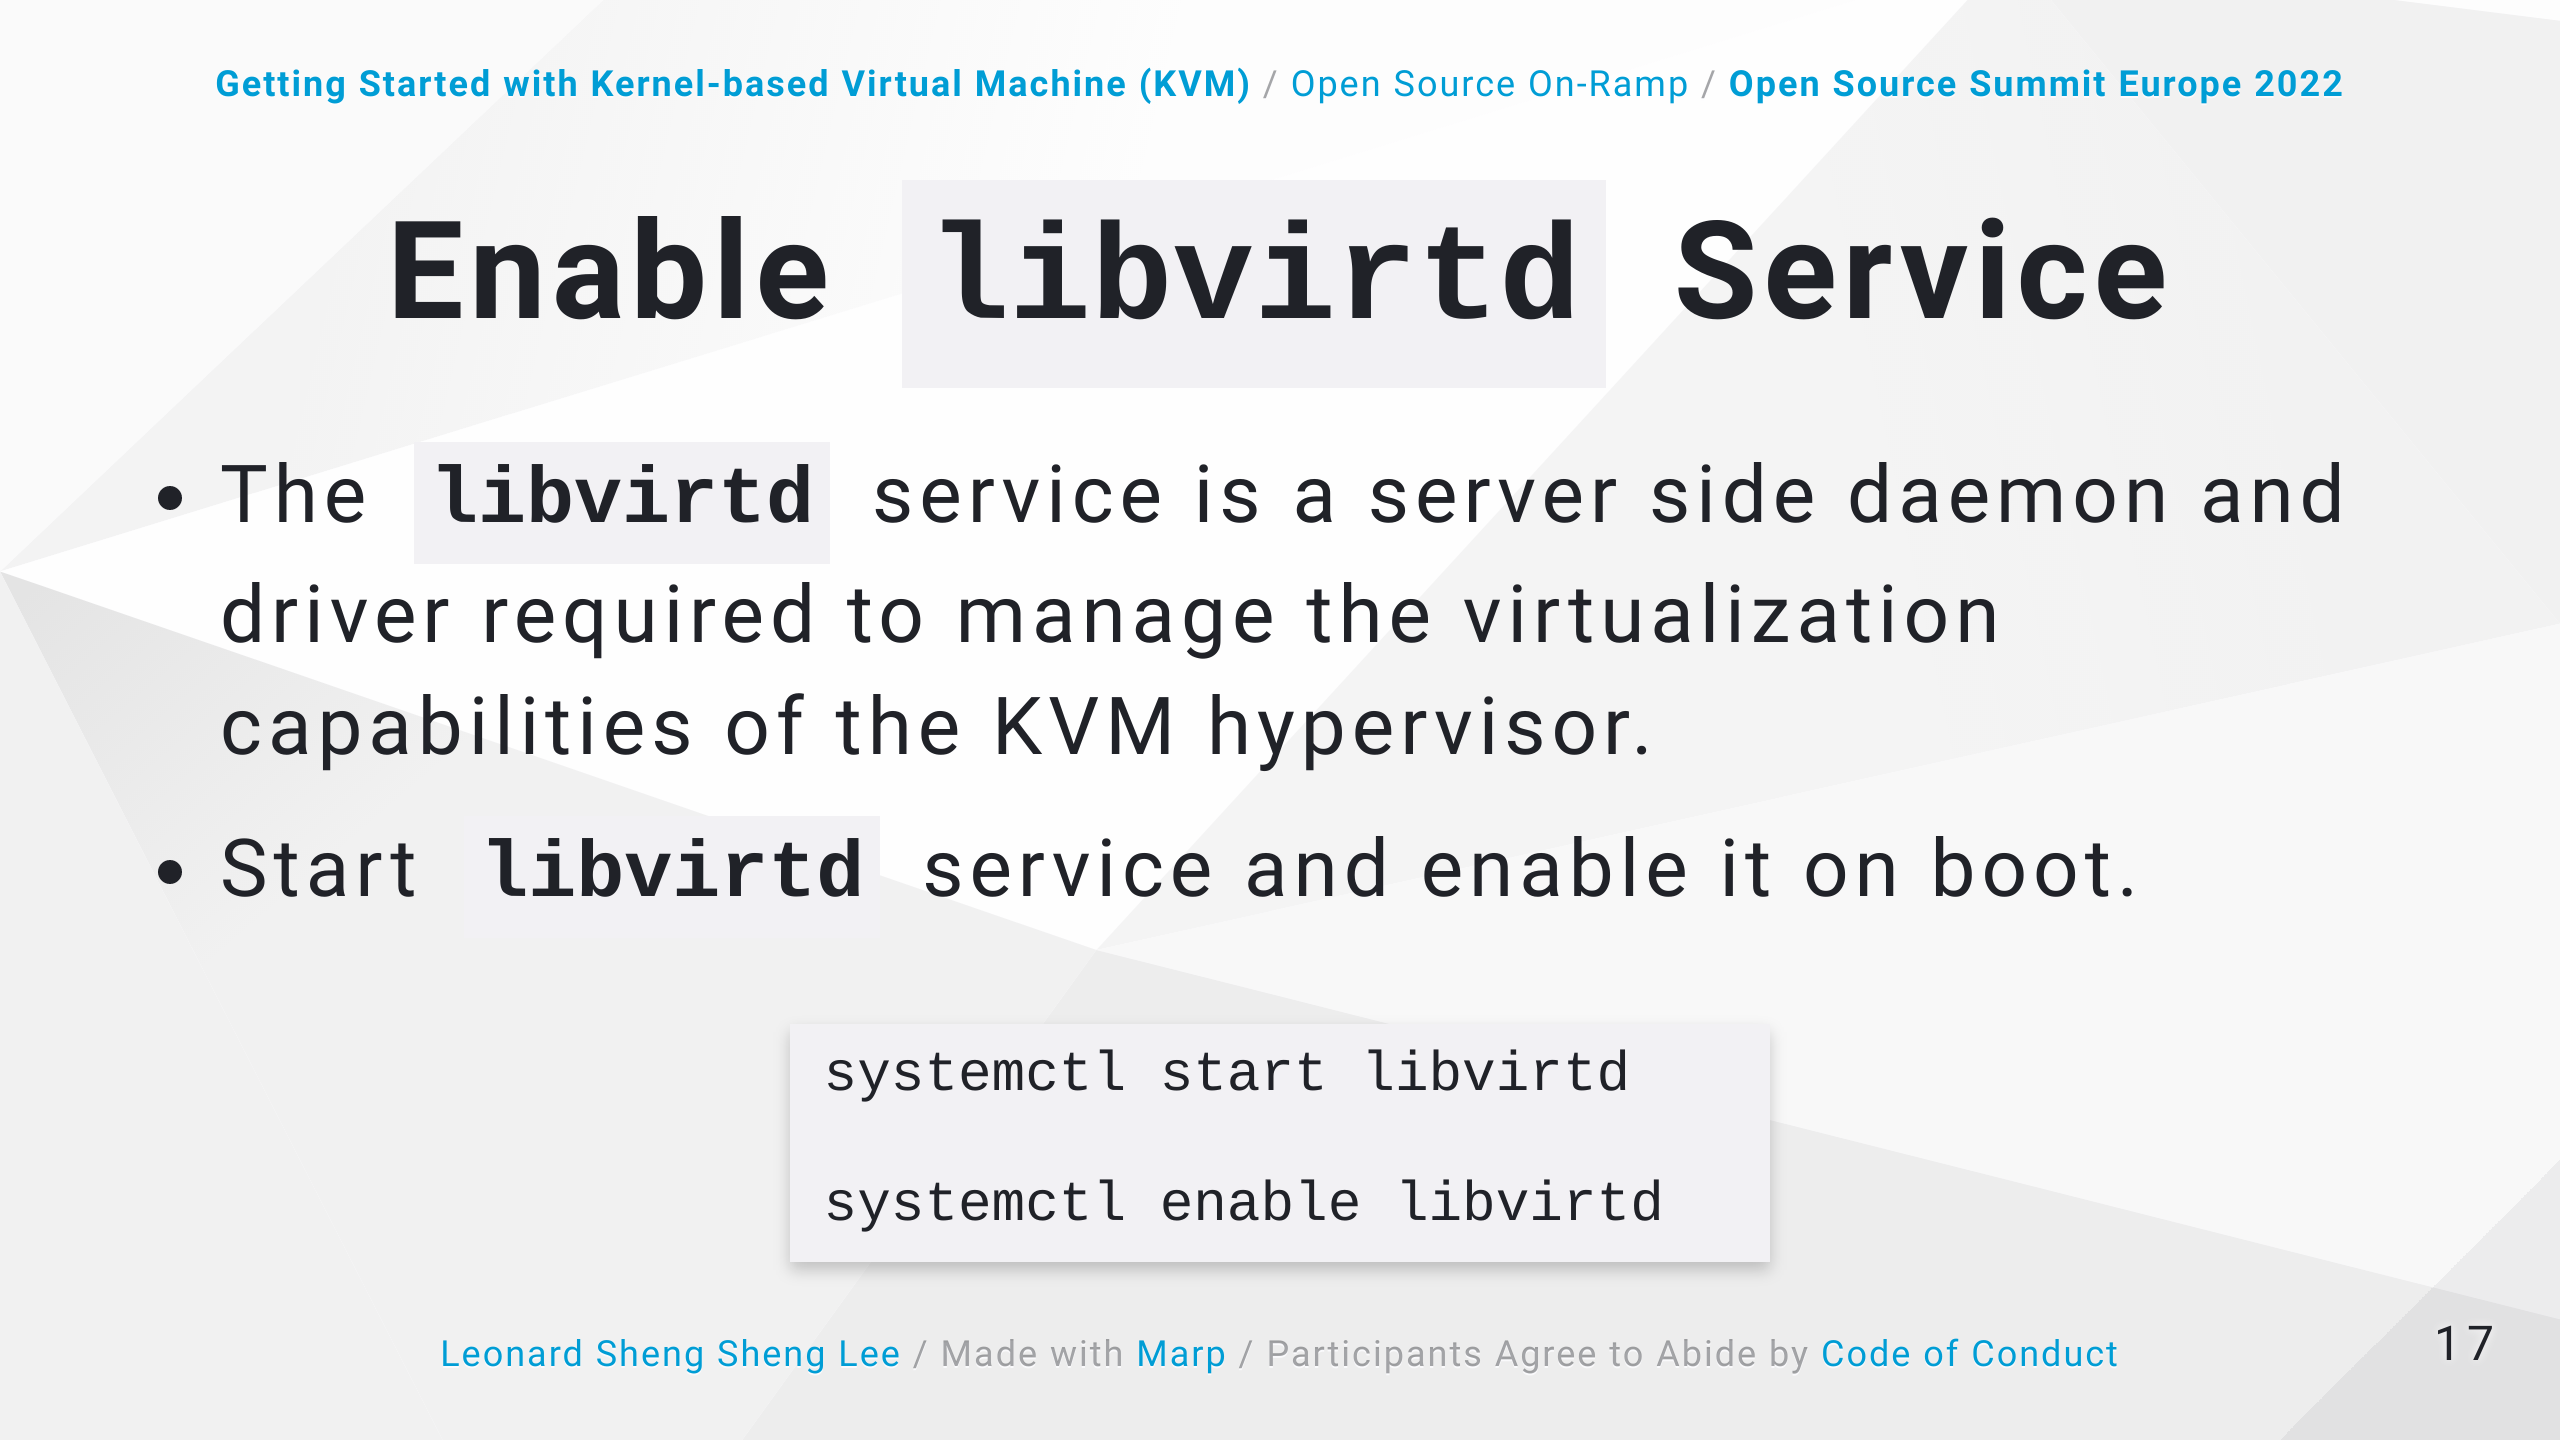 Getting Started with Kernel-based Virtual Machine (KVM) / Open Source On-Ramp / Open Source Summit Europe 2022
Enable libvirtd Service
• The libvirtd service is a server side daemon and
driver required to manage the virtualization
capabilities of the KVM hypervisor.
• Start libvirtd service and enable it on boot.
systemctl start libvirtd
systemctl enable libvirtd
Leonard Sheng Sheng Lee / Made with Marp / Participants Agree to Abide by Code of Conduct
17